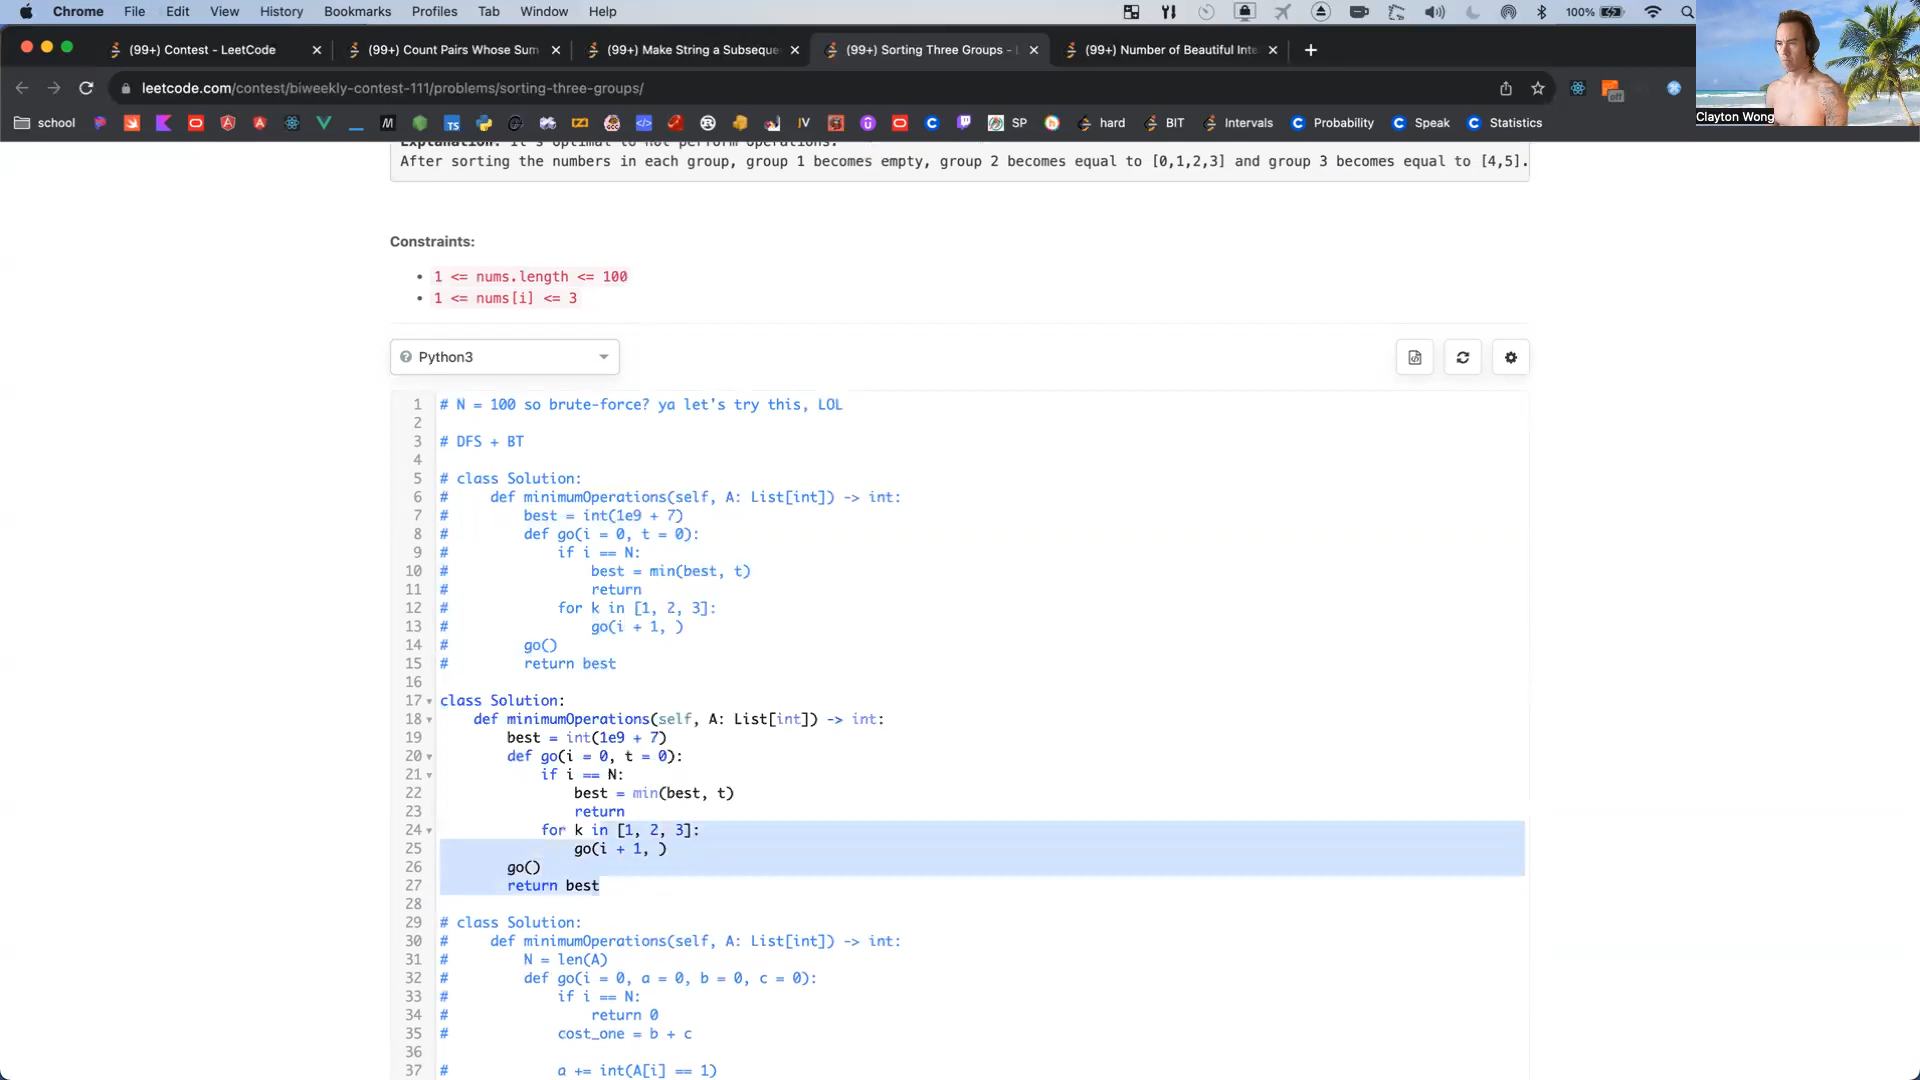 Chrome File Edit View History Bookmarks Profiles Tab Window Help 100%
(99+) Contest - LeetCode (99+) Count Pairs Whose Sum (99+) Make String a Subseque (99+) Sorting Three Groups - L (99+) Number of Beautiful Inte
leetcode.com/contest/biweekly-contest-111/problems/sorting-three-groups/ off
Clayton Wong
school TS JV SP hard BIT Intervals Probability Speak Statistics
Explanation: It's optimal to not perform operations.
After sorting the numbers in each group, group 1 becomes empty, group 2 becomes equal to [0,1,2,3] and group 3 becomes equal to [4,5].
Constraints:
• 1 <= nums.length <= 100
• 1 <= nums[i] <= 3
Python3
1 # N = 100 so brute-force? ya let's try this, LOL
2
3 # DFS + BT
4
5 # class Solution:
6 #     def minimumOperations(self, A: List[int]) -> int:
7 #         best = int(1e9 + 7)
8 #         def go(i = 0, t = 0):
9 #             if i == N:
10 #                 best = min(best, t)
11 #                 return
12 #             for k in [1, 2, 3]:
13 #                 go(i + 1, )
14 #         go()
15 #         return best
16
17 class Solution:
18     def minimumOperations(self, A: List[int]) -> int:
19         best = int(1e9 + 7)
20         def go(i = 0, t = 0):
21             if i == N:
22                 best = min(best, t)
23                 return
24             for k in [1, 2, 3]:
25                 go(i + 1, )
26         go()
27         return best
28
29 # class Solution:
30 #     def minimumOperations(self, A: List[int]) -> int:
31 #         N = len(A)
32 #         def go(i = 0, a = 0, b = 0, c = 0):
33 #             if i == N:
34 #                 return 0
35 #             cost_one = b + c
36
37 #             a += int(A[i] == 1)